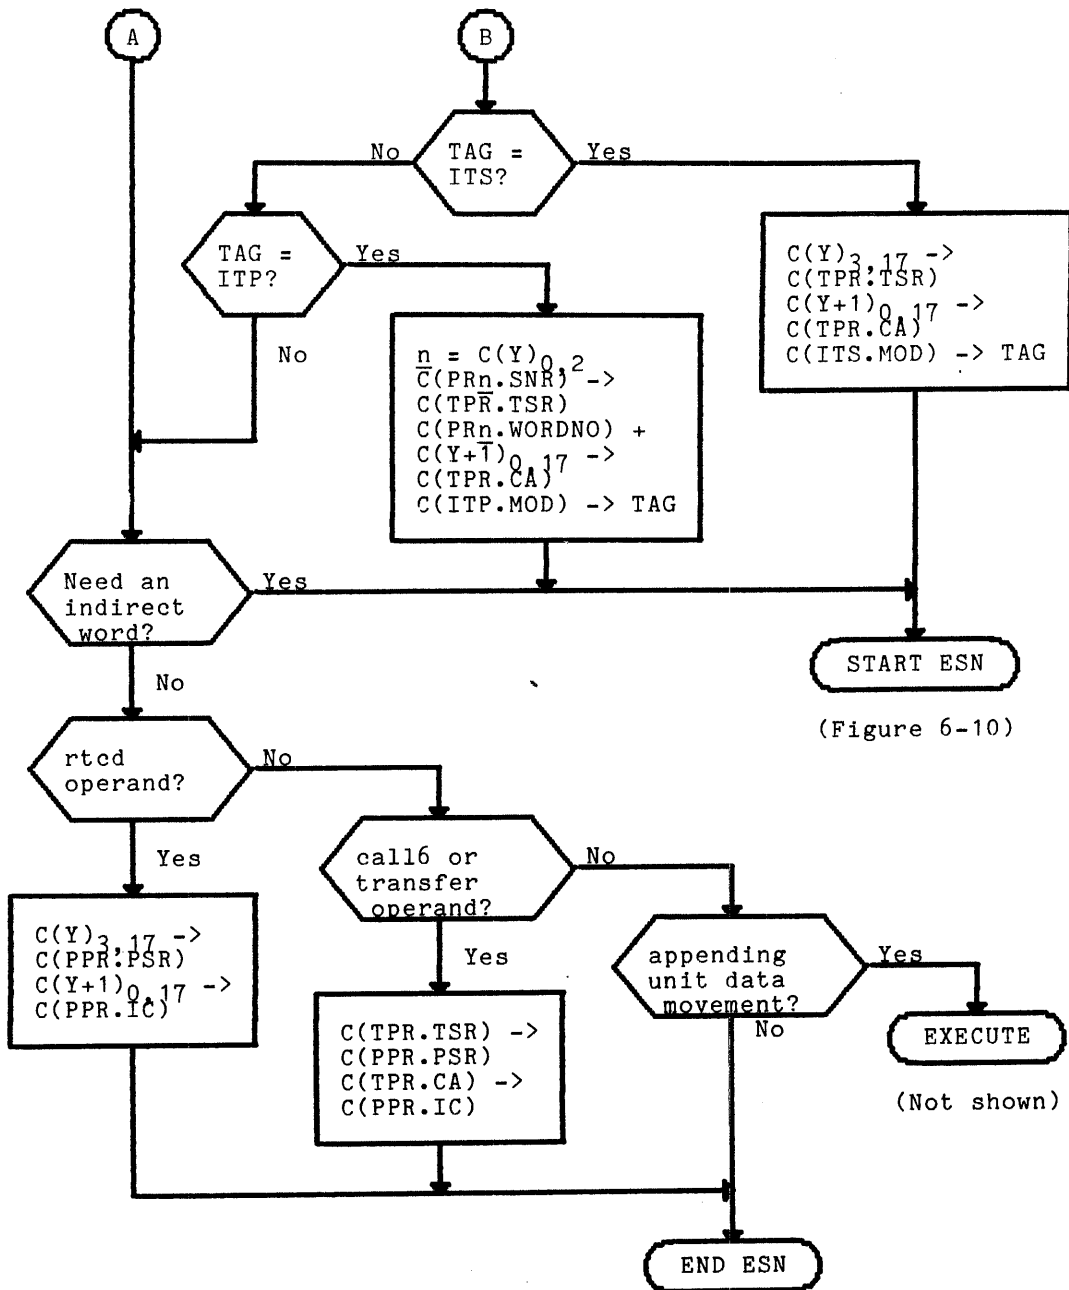 A
B
No
TAG =
ITS?
Yes
TAG =
ITP?
Yes
No
C(Y)3,17 ->
C(TPR.TSR)
C(Y+1)0,17 ->
C(TPR.CA)
C(ITS.MOD) -> TAG
n = C(Y)0,2
C(PRn.SNR) ->
C(TPR.TSR)
C(PRn.WORDNO) +
C(Y+1)0,17 ->
C(TPR.CA)
C(ITP.MOD) -> TAG
Need an
indirect
word?
Yes
No
START ESN
(Figure 6-10)
rtcd
operand?
No
Yes
call6 or
transfer
operand?
No
Yes
C(Y)3,17 ->
C(PPR.PSR)
C(Y+1)0,17 ->
C(PPR.IC)
C(TPR.TSR) ->
C(PPR.PSR)
C(TPR.CA) ->
C(PPR.IC)
appending
unit data
movement?
Yes
No
EXECUTE
(Not shown)
END ESN